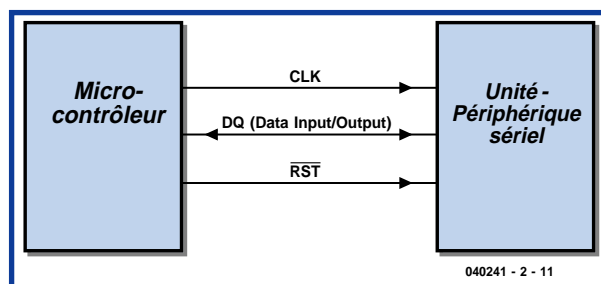 Micro-
contrôleur
CLK
DQ (Data Input/Output)
RST
Unité -
Périphérique
sériel
040241 - 2 - 11